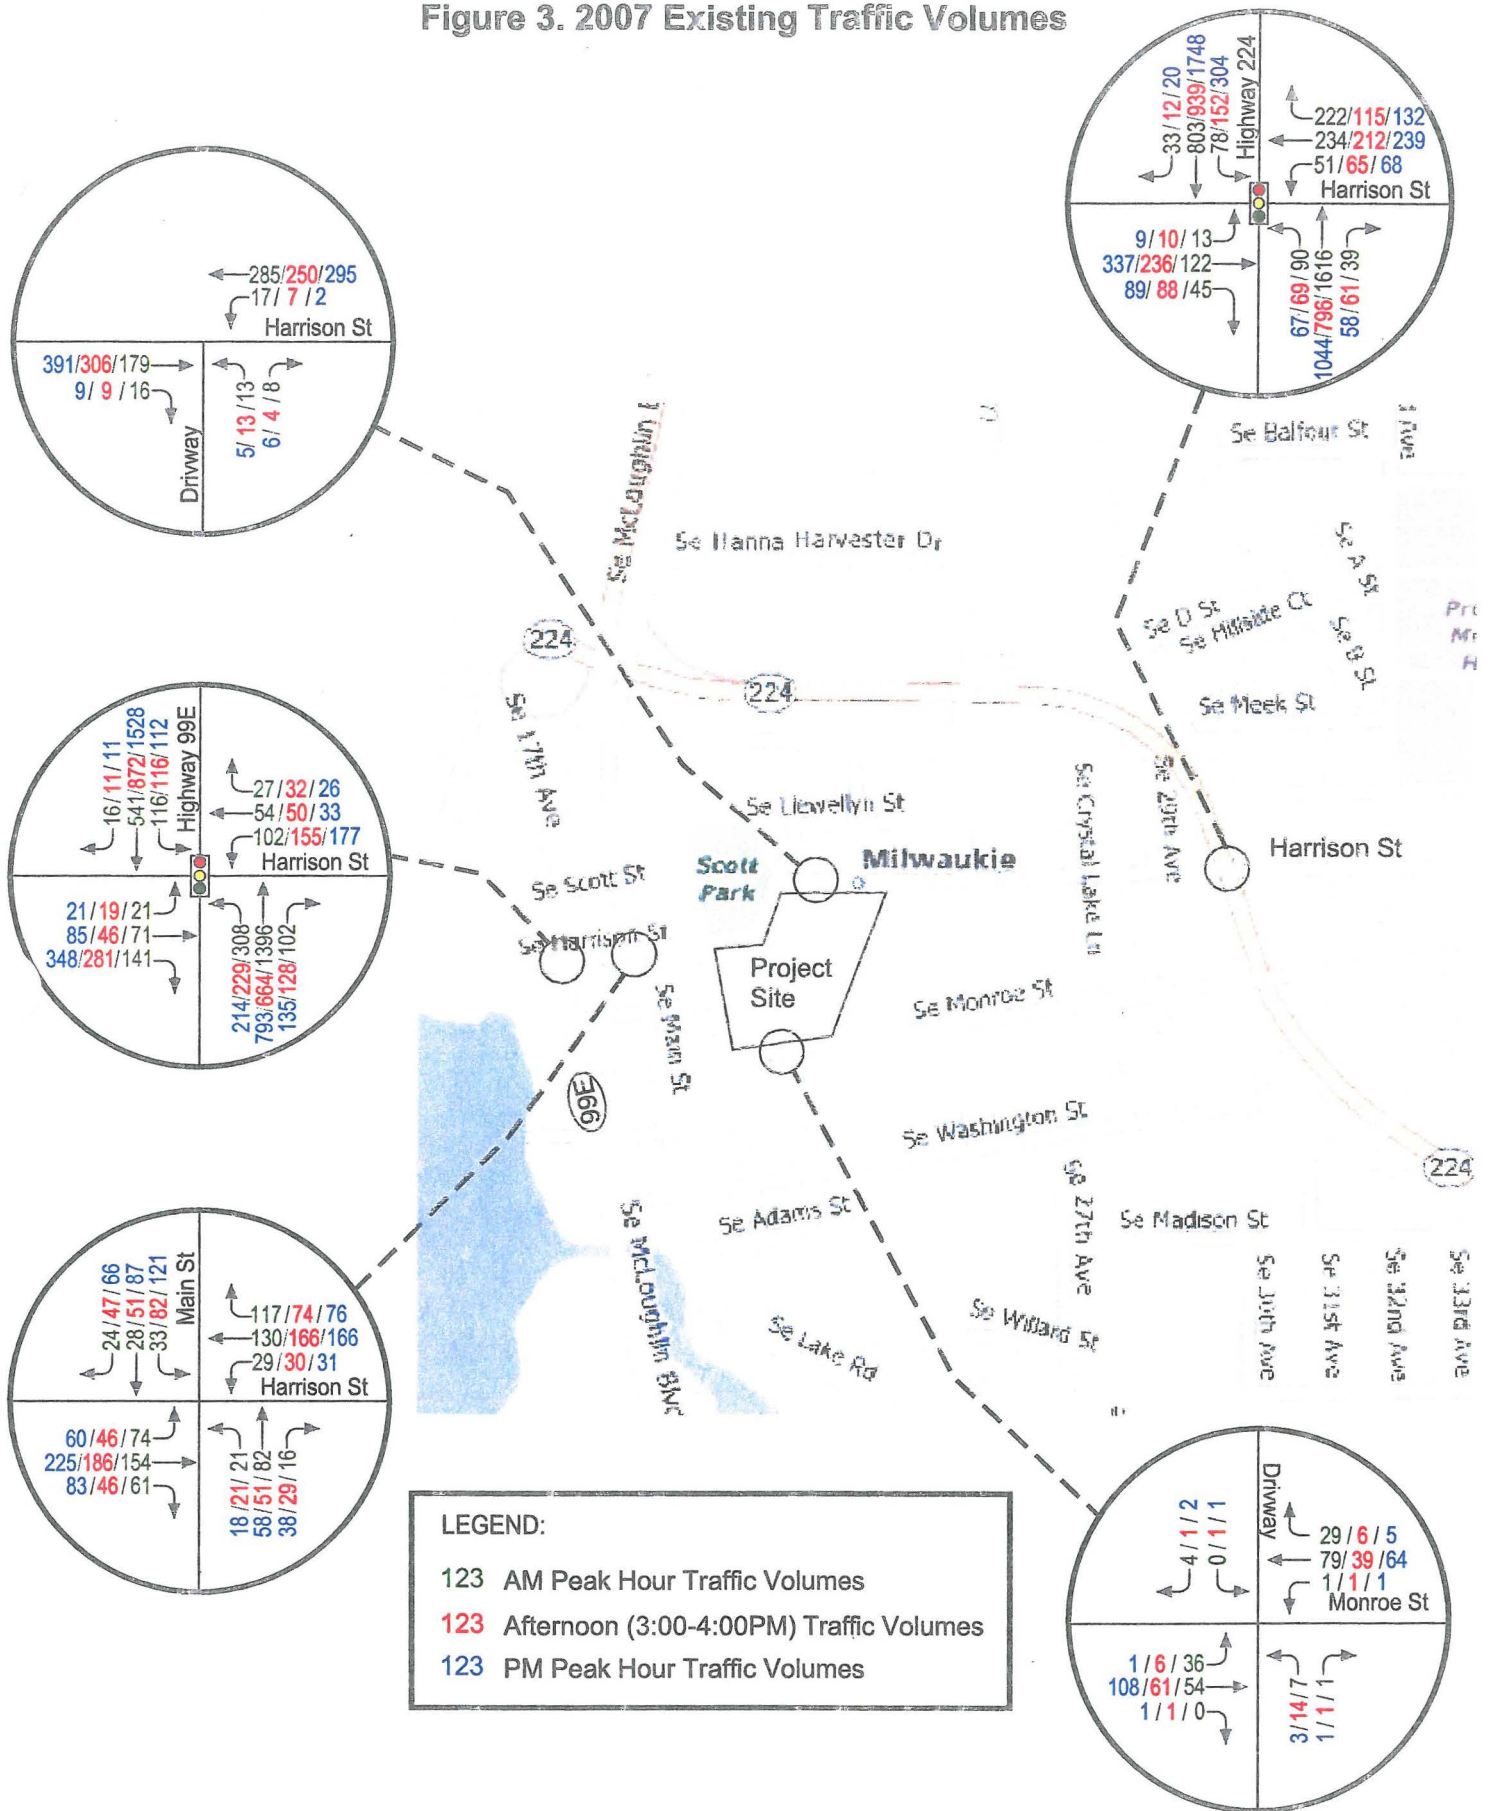 Figure 3. 2007 Existing Traffic Volumes
33/12/20
803/939/1748
78/152/304
Highway 224
222/115/132
234/212/239
51/65/68
Harrison St
9/10/13
337/236/122
89/88/45
67/69/90
1044/796/1616
58/61/39
285/250/295
17/7/2
Harrison St
391/306/179
9/9/16
Drivway
5/13/13
6/4/8
Se Balfour St
Se McLoughlin
Se Hanna Harvester Dr
Se A St
Se D St
Se Hillside Ct
Se B St
224
224
Se Meek St
Se 17th Ave
16/11/11
541/872/1528
116/116/112
Highway 99E
27/32/26
54/50/33
102/155/177
Harrison St
21/19/21
85/46/71
348/281/141
214/229/308
793/664/1396
135/128/102
Se Llewellyn St
Se Crystal Lake Ln
Se 29th Ave
Harrison St
Scott Park
Milwaukie
Se Scott St
Se Harrison St
Project
Site
Se Monroe St
Se Main St
99E
Se Washington St
224
Se 27th Ave
Se Adams St
Se Madison St
Se McLoughlin Blvd
Se Lake Rd
Se Willard St
Se 30th Ave
Se 31st Ave
Se 32nd Ave
Se 33rd Ave
24/47/66
28/51/87
33/82/121
Main St
117/74/76
130/166/166
29/30/31
Harrison St
60/46/74
225/186/154
83/46/61
18/21/21
58/51/82
38/29/16
LEGEND:
123 AM Peak Hour Traffic Volumes
123 Afternoon (3:00-4:00PM) Traffic Volumes
123 PM Peak Hour Traffic Volumes
4/1/2
0/1/1
Drivway
29/6/5
79/39/64
1/1/1
Monroe St
1/6/36
108/61/54
1/1/0
3/14/7
1/1/1